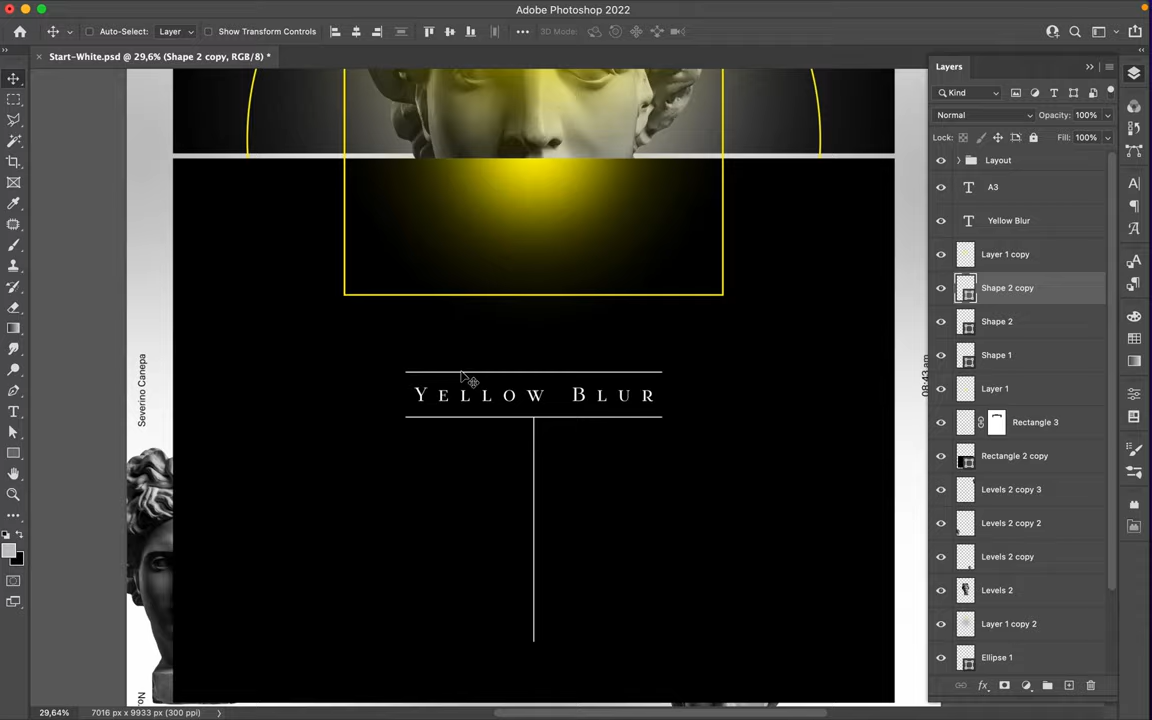 Adobe Photoshop 2022
Auto-Select:
Layer
Show Transform Controls
3D Mode:
Start-White.psd @ 29,6% (Shape 2 copy, RGB/8) *
Layers
Kind
Normal
Opacity: 100%
Lock:
Fill: 100%
Layout
A3
Yellow Blur
Layer 1 copy
Shape 2 copy
Shape 2
Shape 1
Layer 1
Rectangle 3
Rectangle 2 copy
Levels 2 copy 3
Levels 2 copy 2
Levels 2 copy
Levels 2
Layer 1 copy 2
Ellipse 1
Severino Canepa
08:43 am
Yellow Blur
29,64%
7016 px x 9933 px (300 ppi)